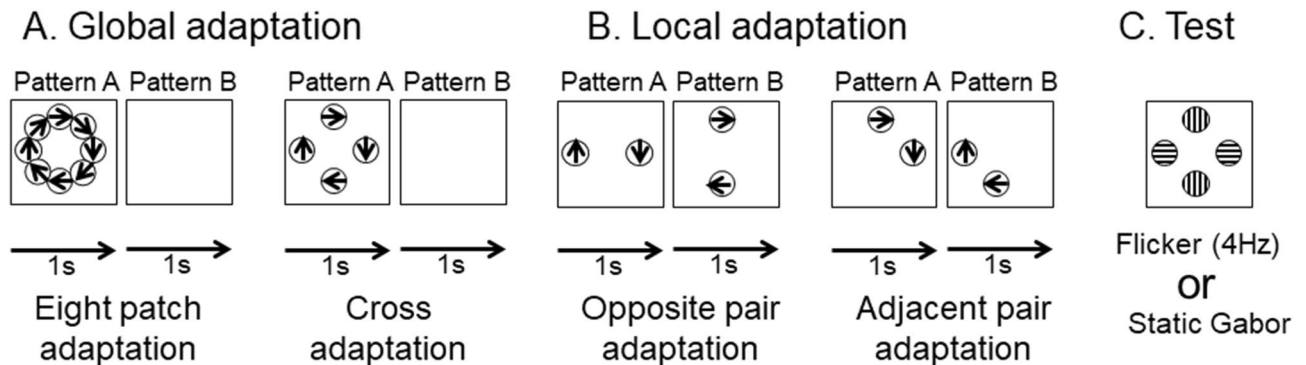 A. Global adaptation
B. Local adaptation
C. Test
Pattern A Pattern B
Pattern A Pattern B
Pattern A Pattern B
Pattern A Pattern B
1s
1s
1s
1s
1s
1s
1s
1s
Eight patch
adaptation
Cross
adaptation
Opposite pair
adaptation
Adjacent pair
adaptation
Flicker (4Hz)
or
Static Gabor